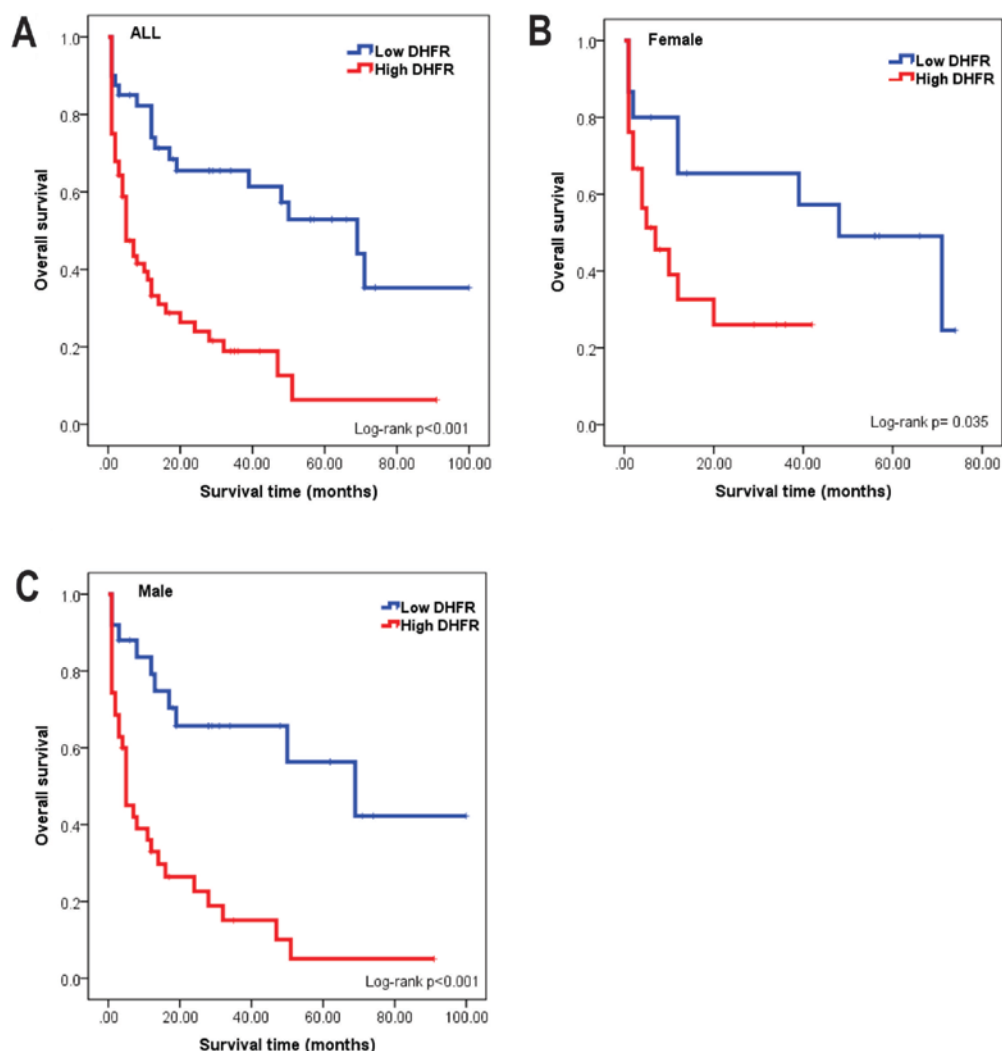 A
ALL
Low DHFR
High DHFR
1.0
0.8
0.6
0.4
0.2
0.0
Overall survival
Log-rank p<0.001
.00 20.00 40.00 60.00 80.00 100.00
Survival time (months)
B
Female
Low DHFR
High DHFR
1.0
0.8
0.6
0.4
0.2
0.0
Overall survival
Log-rank p= 0.035
.00 20.00 40.00 60.00 80.00
Survival time (months)
C
Male
Low DHFR
High DHFR
1.0
0.8
0.6
0.4
0.2
0.0
Overall survival
Log-rank p<0.001
.00 20.00 40.00 60.00 80.00 100.00
Survival time (months)